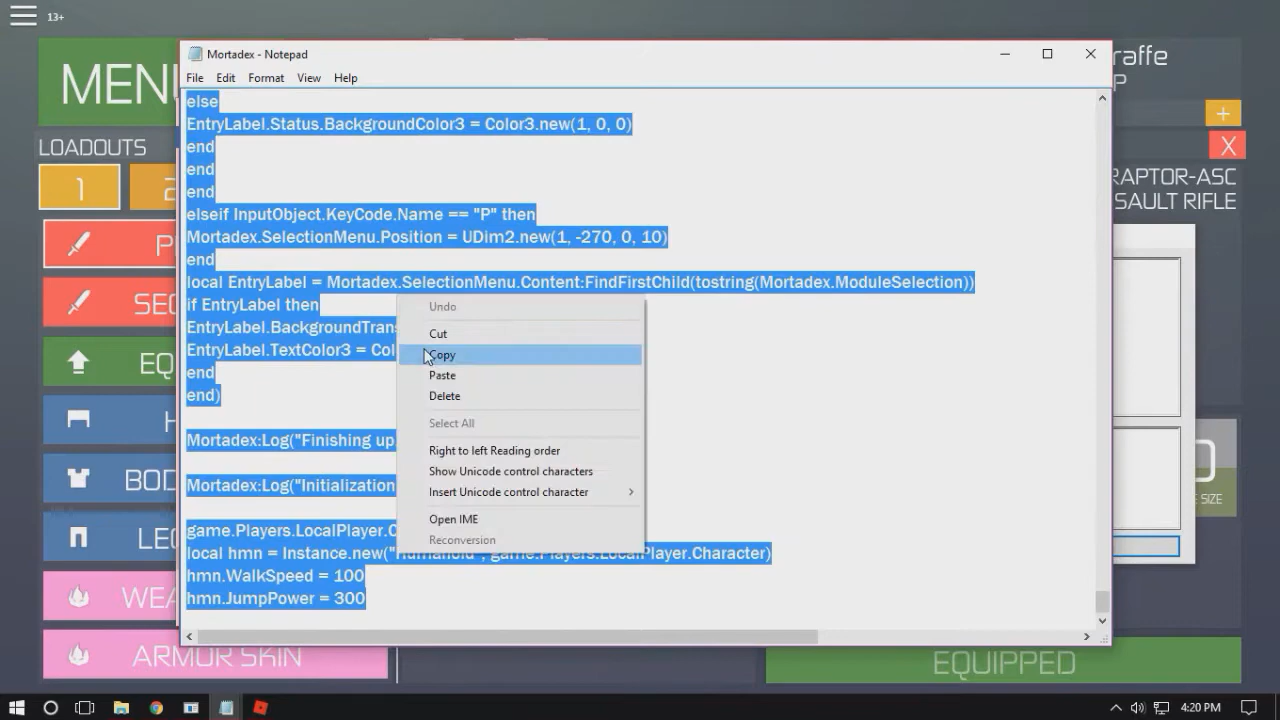 13+
MENU
LOADOUTS
1
2
raffe
P
+
X
RAPTOR-ASC
SAULT RIFLE
Mortadex - Notepad
File Edit Format View Help
else
EntryLabel.Status.BackgroundColor3 = Color3.new(1, 0, 0)
end
end
end
elseif InputObject.KeyCode.Name == "P" then
Mortadex.SelectionMenu.Position = UDim2.new(1, -270, 0, 10)
end
local EntryLabel = Mortadex.SelectionMenu.Content:FindFirstChild(tostring(Mortadex.ModuleSelection))
if EntryLabel then
EntryLabel.BackgroundTrans
EntryLabel.TextColor3 = Col
end
end)
Mortadex:Log("Finishing up
Mortadex:Log("Initialization
game.Players.LocalPlayer.C
local hmn = Instance.new("Humanoid", game.Players.LocalPlayer.Character)
hmn.WalkSpeed = 100
hmn.JumpPower = 300
Undo
Cut
Copy
Paste
Delete
Select All
Right to left Reading order
Show Unicode control characters
Insert Unicode control character
Open IME
Reconversion
P
SEC
EQ
H
BOD
LEG
WEA
ARMOR SKIN
E SIZE
EQUIPPED
4:20 PM